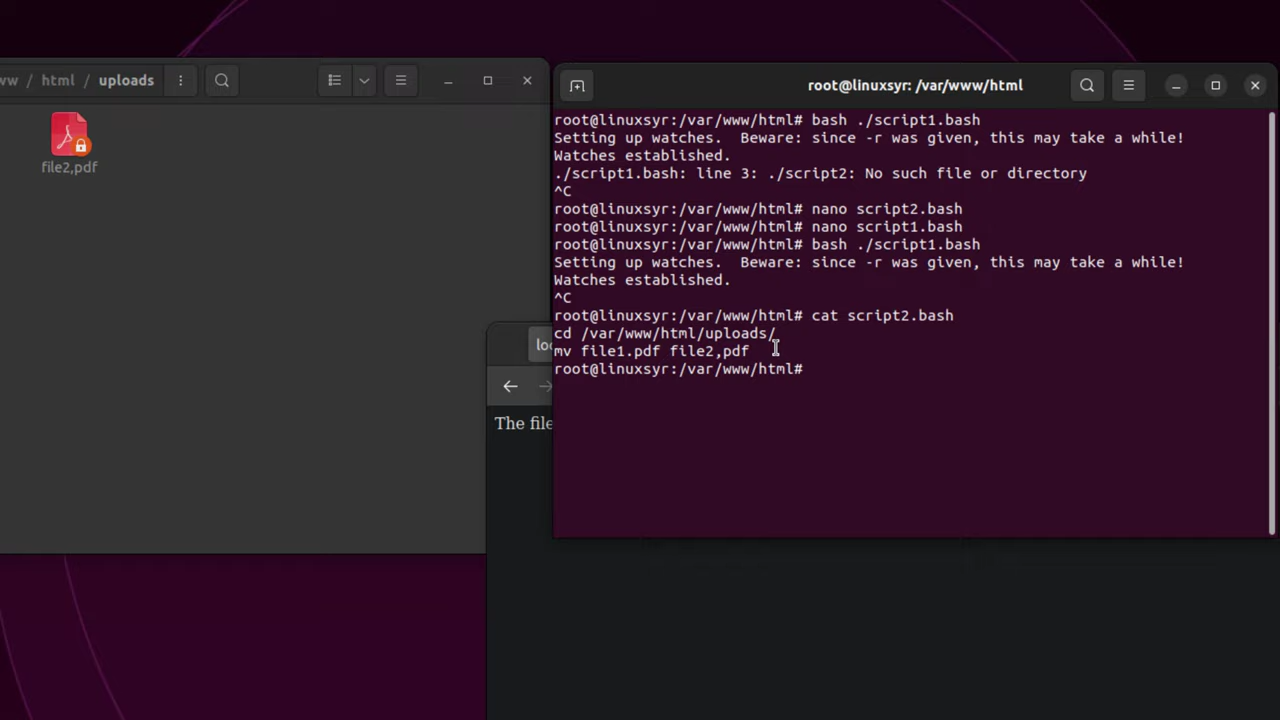 ww / html / uploads
file2,pdf
root@linuxsyr: /var/www/html
root@linuxsyr:/var/www/html# bash ./script1.bash
Setting up watches.  Beware: since -r was given, this may take a while!
Watches established.
./script1.bash: line 3: ./script2: No such file or directory
^C
root@linuxsyr:/var/www/html# nano script2.bash
root@linuxsyr:/var/www/html# nano script1.bash
root@linuxsyr:/var/www/html# bash ./script1.bash
Setting up watches.  Beware: since -r was given, this may take a while!
Watches established.
^C
root@linuxsyr:/var/www/html# cat script2.bash
cd /var/www/html/uploads/
mv file1.pdf file2,pdf
root@linuxsyr:/var/www/html#
loc
The file